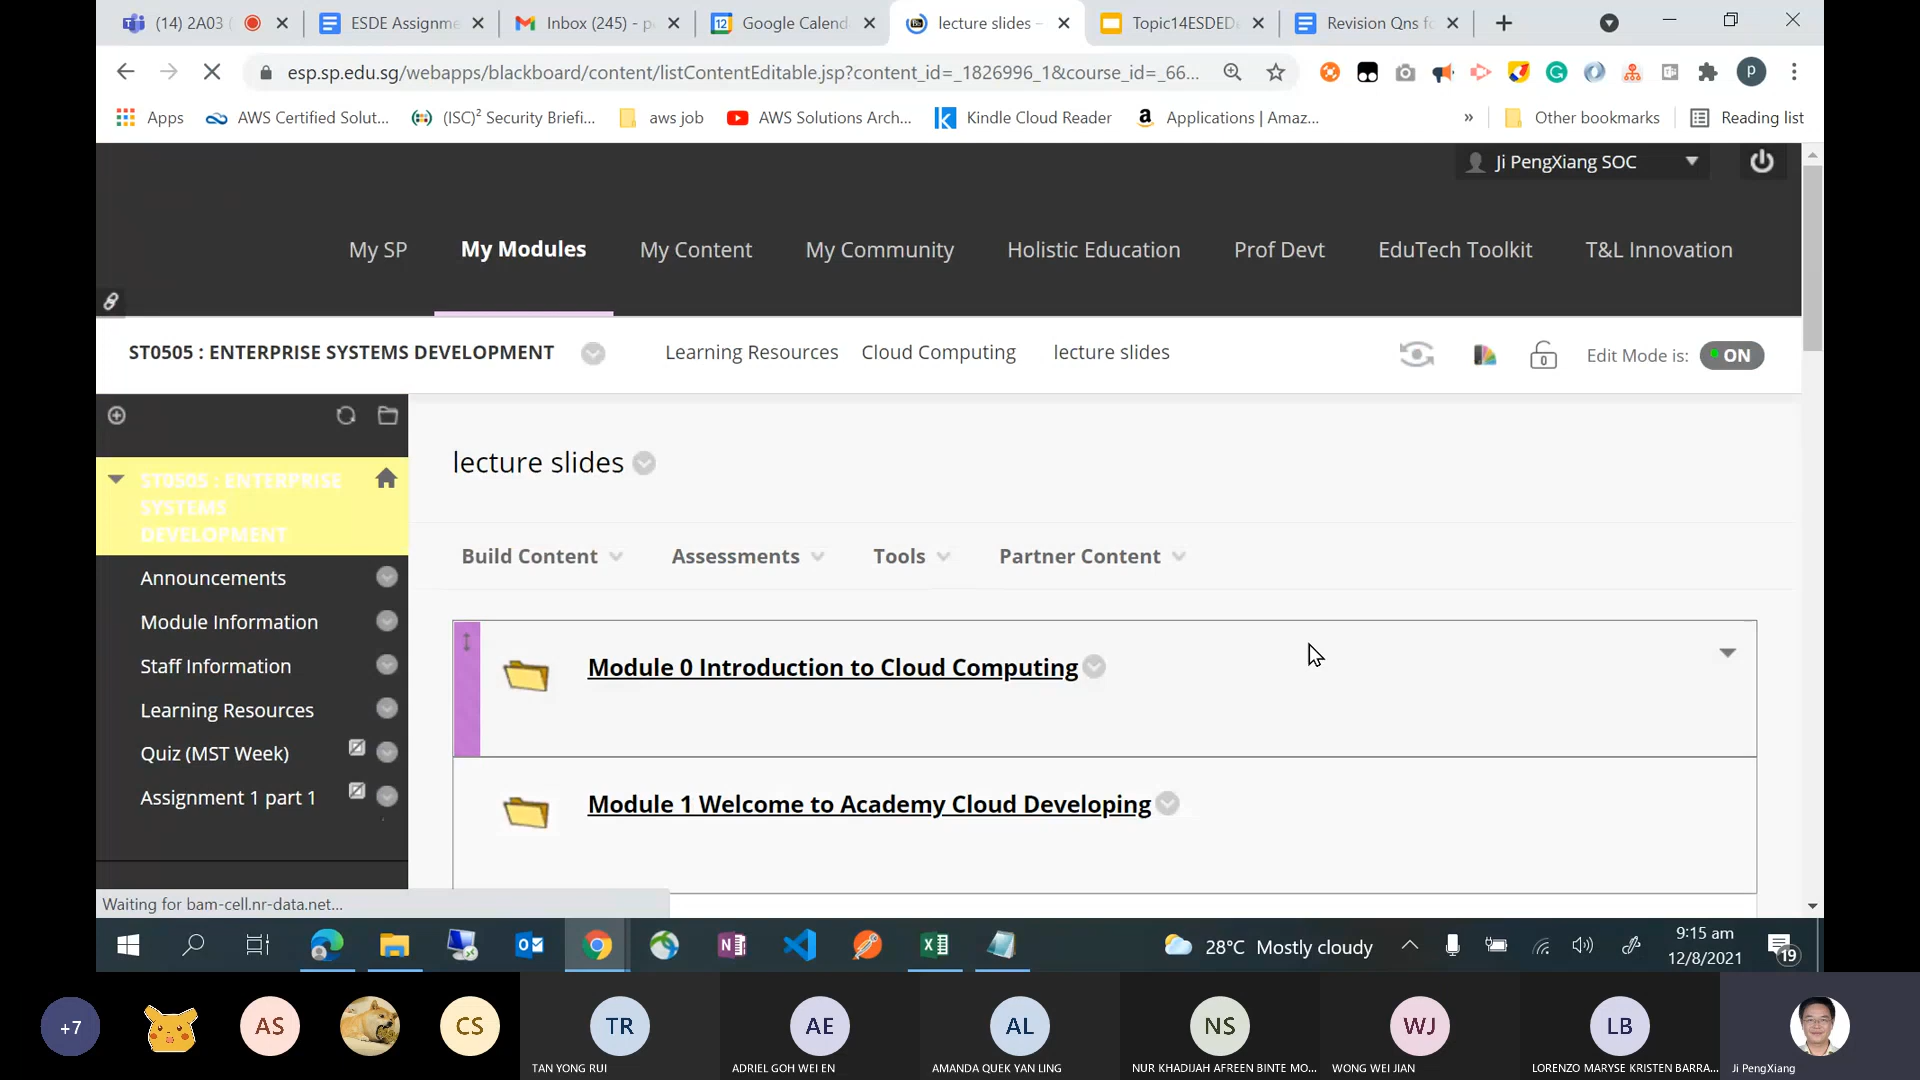 (14) 2A03
ESDE Assignme
Inbox (245) - p
Google Calend
lecture slides -
Topic14ESDED
Revision Qns f
esp.sp.edu.sg/webapps/blackboard/content/listContentEditable.jsp?content_id=_1826996_1&course_id=_66...
P
Apps
AWS Certified Solut...
(ISC)² Security Briefi...
aws job
AWS Solutions Arch...
Kindle Cloud Reader
Applications | Amaz...
»
Other bookmarks
Reading list
Ji PengXiang SOC
My SP
My Modules
My Content
My Community
Holistic Education
Prof Devt
EduTech Toolkit
T&L Innovation
ST0505 : ENTERPRISE SYSTEMS DEVELOPMENT
Learning Resources
Cloud Computing
lecture slides
Edit Mode is:
ON
ST0505 : ENTERPRISE
SYSTEMS
DEVELOPMENT
Announcements
Module Information
Staff Information
Learning Resources
Quiz (MST Week)
Assignment 1 part 1
lecture slides
Build Content
Assessments
Tools
Partner Content
Module 0 Introduction to Cloud Computing
Module 1 Welcome to Academy Cloud Developing
Waiting for bam-cell.nr-data.net...
28°C Mostly cloudy
9:15 am
12/8/2021
19
+7
AS
CS
TR
TAN YONG RUI
AE
ADRIEL GOH WEI EN
AL
AMANDA QUEK YAN LING
NS
NUR KHADIJAH AFREEN BINTE MO...
WJ
WONG WEI JIAN
LB
LORENZO MARYSE KRISTEN BARRA...
Ji PengXiang